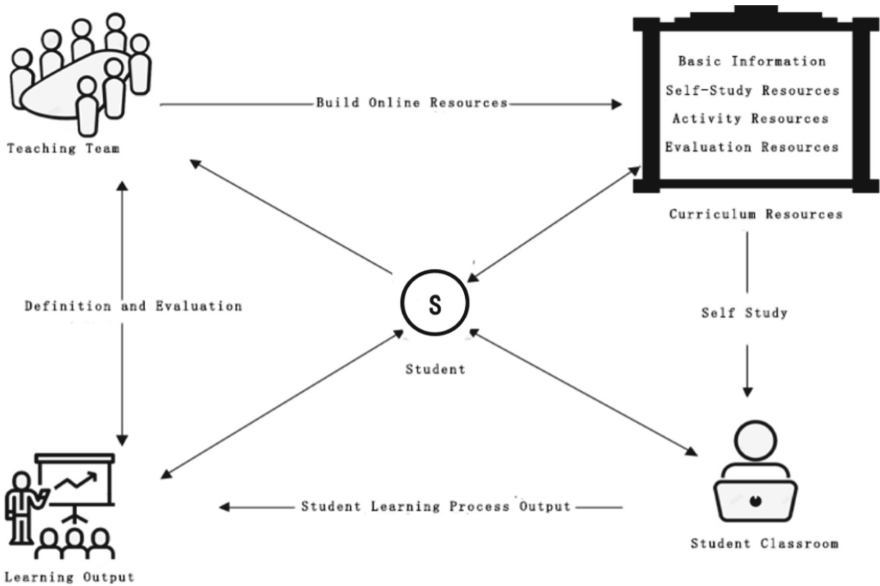 Basic Information
Self-Study Resources
Build Online Resources
Activity Resources
Evaluation Resources
Teaching Team
Curriculum Resources
Definition and Evaluation
S
Self Study
Student
Student Learning Process Output
Student Classroom
Learning Output